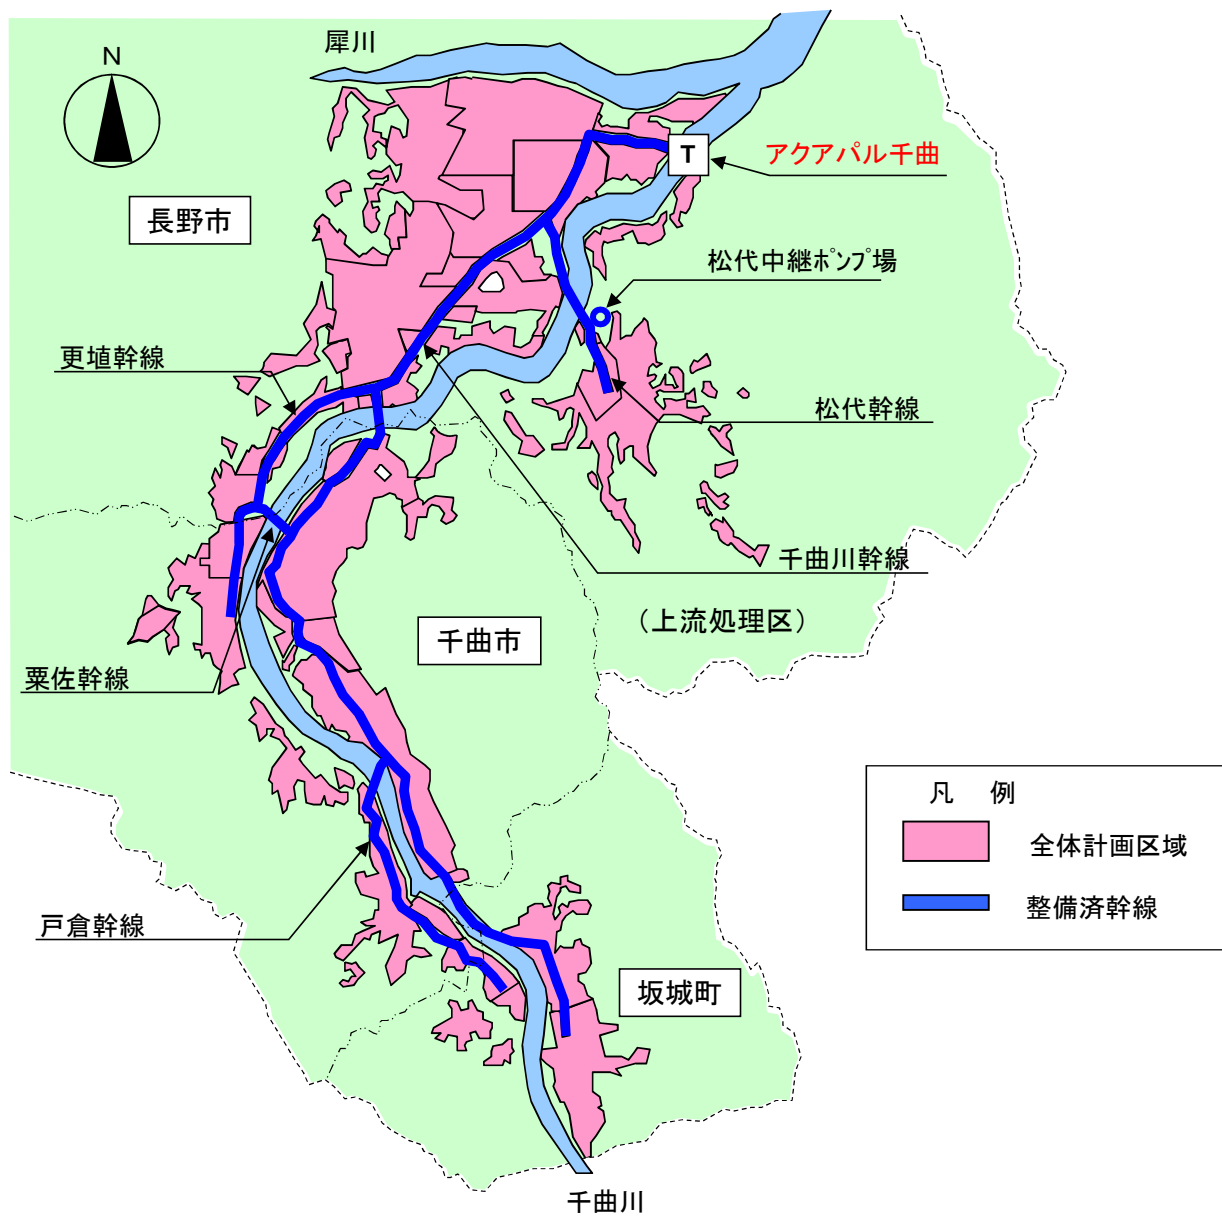 犀川
N
T
アクアパル千曲
長野市
松代中継ポンプ場
更埴幹線
松代幹線
千曲川幹線
(上流処理区)
千曲市
粟佐幹線
凡 例
全体計画区域
整備済幹線
戸倉幹線
坂城町
千曲川